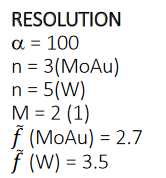 RESOLUTION
α = 100
n = 3(MoAu)
n = 5(W)
M = 2 (1)
f̃ (MoAu) = 2.7
f̃ (W) = 3.5